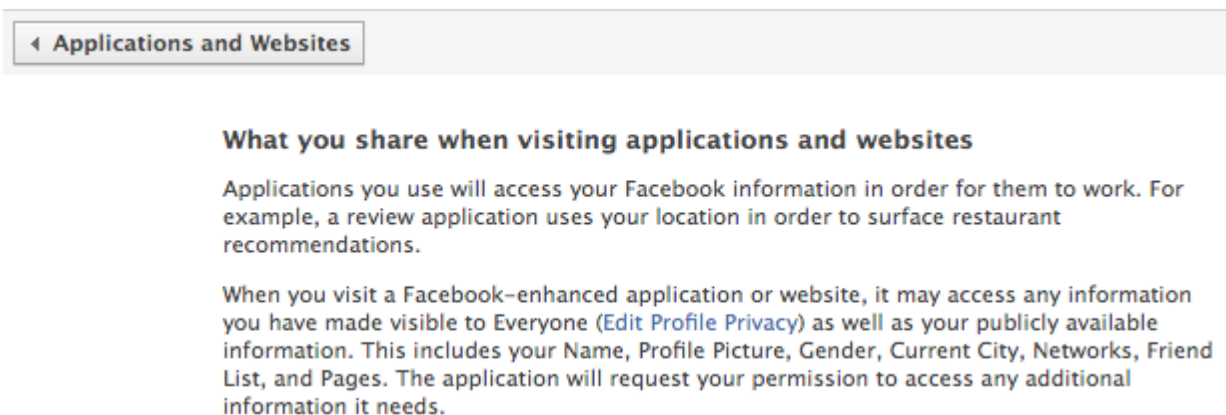 Applications and Websites
What you share when visiting applications and websites
Applications you use will access your Facebook information in order for them to work. For
example, a review application uses your location in order to surface restaurant
recommendations.
When you visit a Facebook-enhanced application or website, it may access any information
you have made visible to Everyone (Edit Profile Privacy) as well as your publicly available
information. This includes your Name, Profile Picture, Gender, Current City, Networks, Friend
List, and Pages. The application will request your permission to access any additional
information it needs.